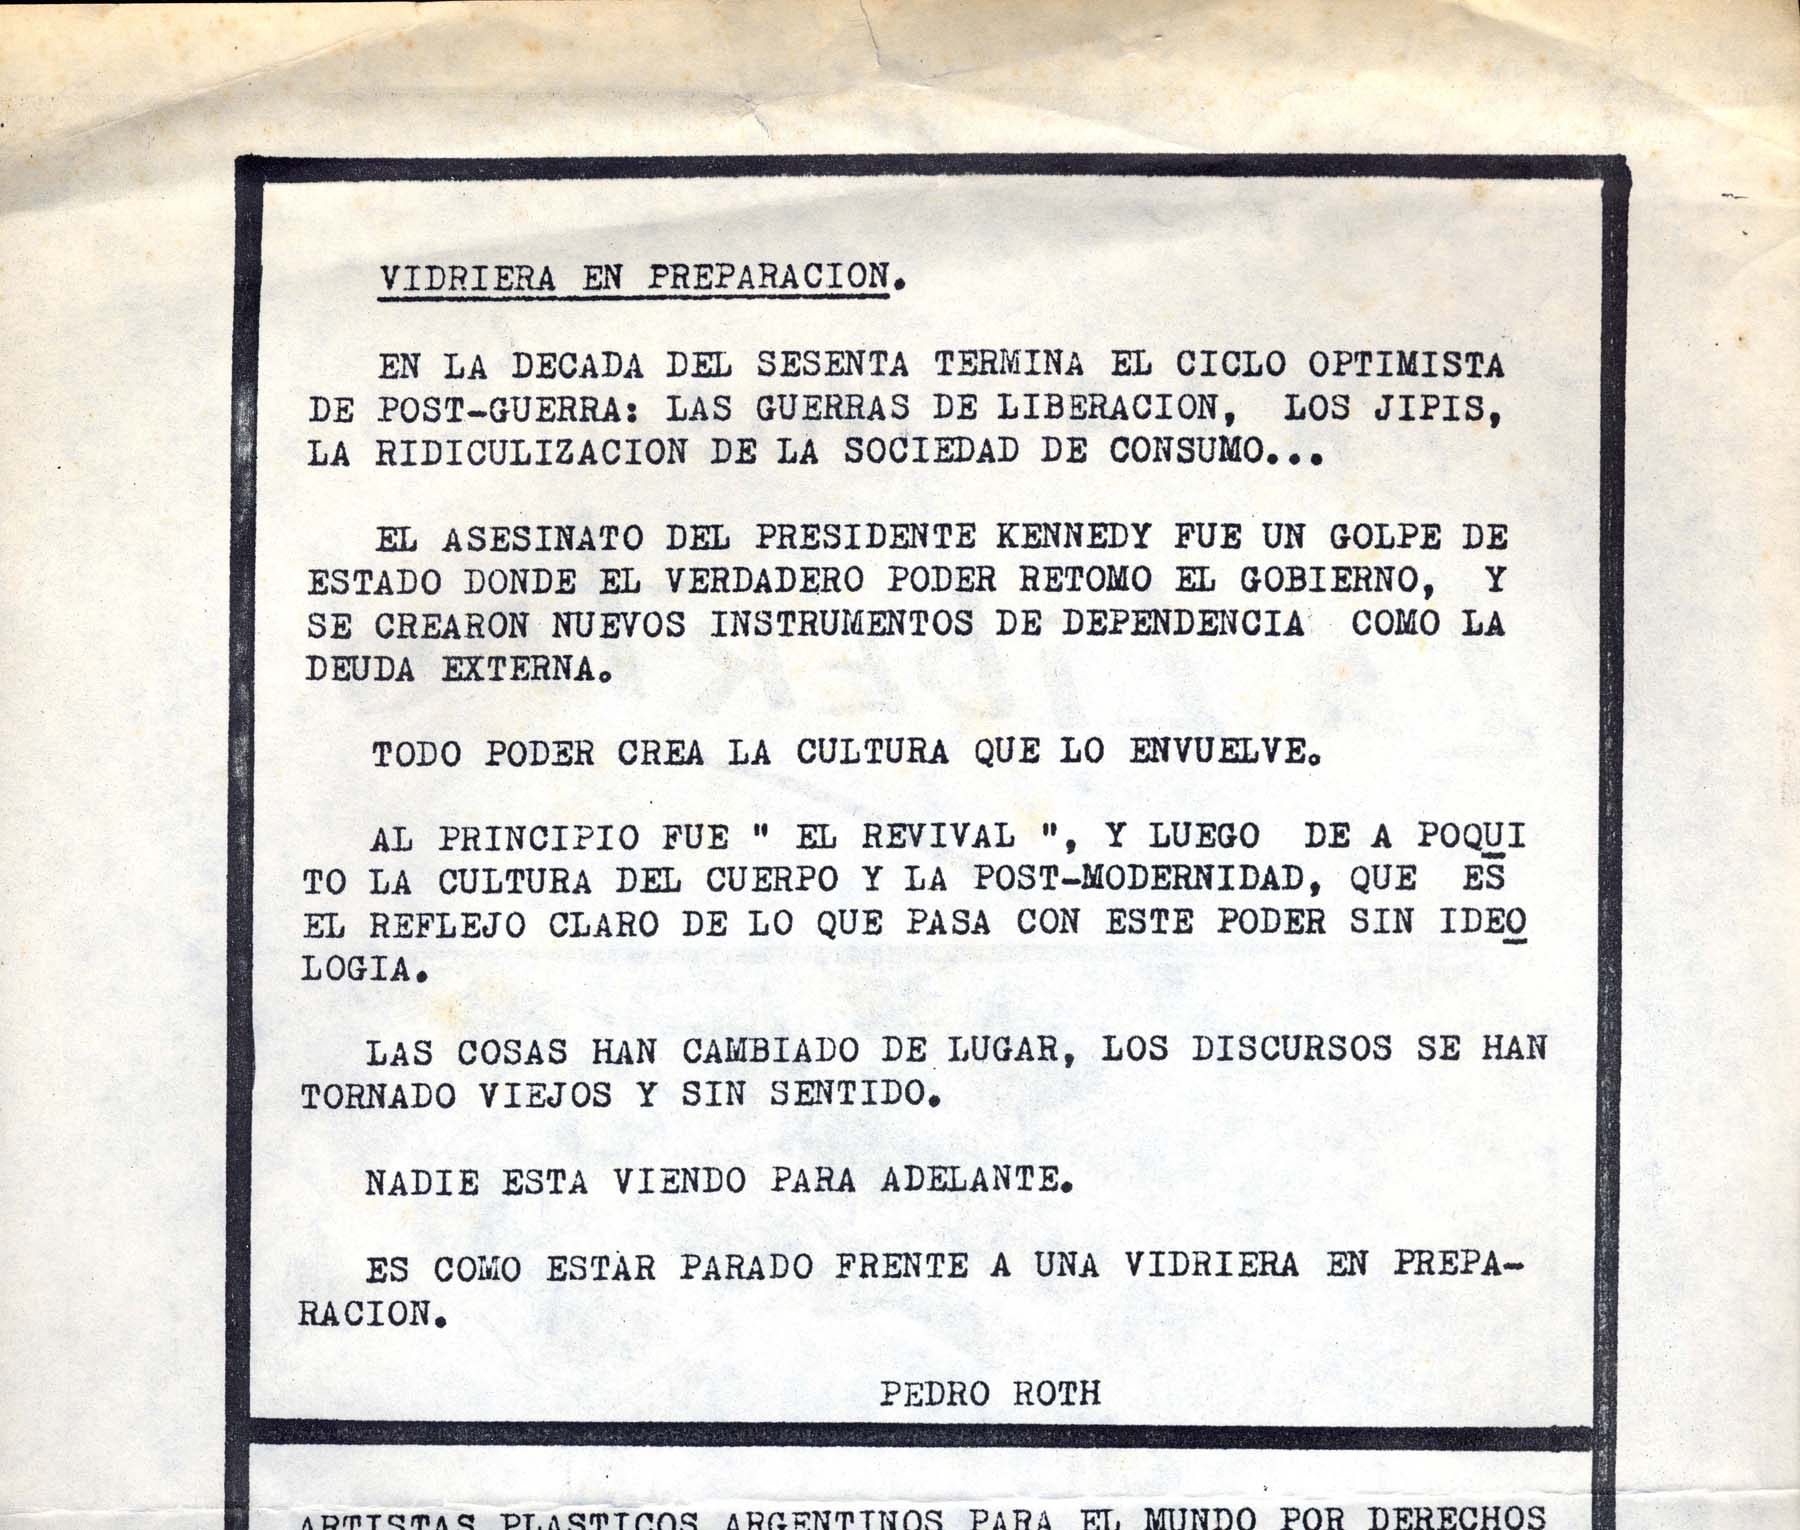 VIDRIERA EN PREPARACION.
EN LA DECADA DEL SESENTA TERMINA EL CICLO OPTIMISTA
DE POST-GUERRA: LAS GUERRAS DE LIBERACION, LOS JIPIS,
LA RIDICULIZACION DE LA SOCIEDAD DE CONSUMO...
EL ASESINATO DEL PRESIDENTE KENNEDY FUE UN GOLPE DE
ESTADO DONDE EL VERDADERO PODER RETOMO EL GOBIERNO, Y
SE CREARON NUEVOS INSTRUMENTOS DE DEPENDENCIA COMO LA
DEUDA EXTERNA.
TODO PODER CREA LA CULTURA QUE LO ENVUELVE.
AL PRINCIPIO FUE " EL REVIVAL ", Y LUEGO DE A POQUI
TO LA CULTURA DEL CUERPO Y LA POST-MODERNIDAD, QUE ES
EL REFLEJO CLARO DE LO QUE PASA CON ESTE PODER SIN IDEO
LOGIA.
LAS COSAS HAN CAMBIADO DE LUGAR, LOS DISCURSOS SE HAN
TORNADO VIEJOS Y SIN SENTIDO.
NADIE ESTA VIENDO PARA ADELANTE.
ES COMO ESTAR PARADO FRENTE A UNA VIDRIERA EN PREPA-
RACION.
PEDRO ROTH
ARTISTAS PLASTICOS ARGENTINOS PARA EL MUNDO POR DERECHOS